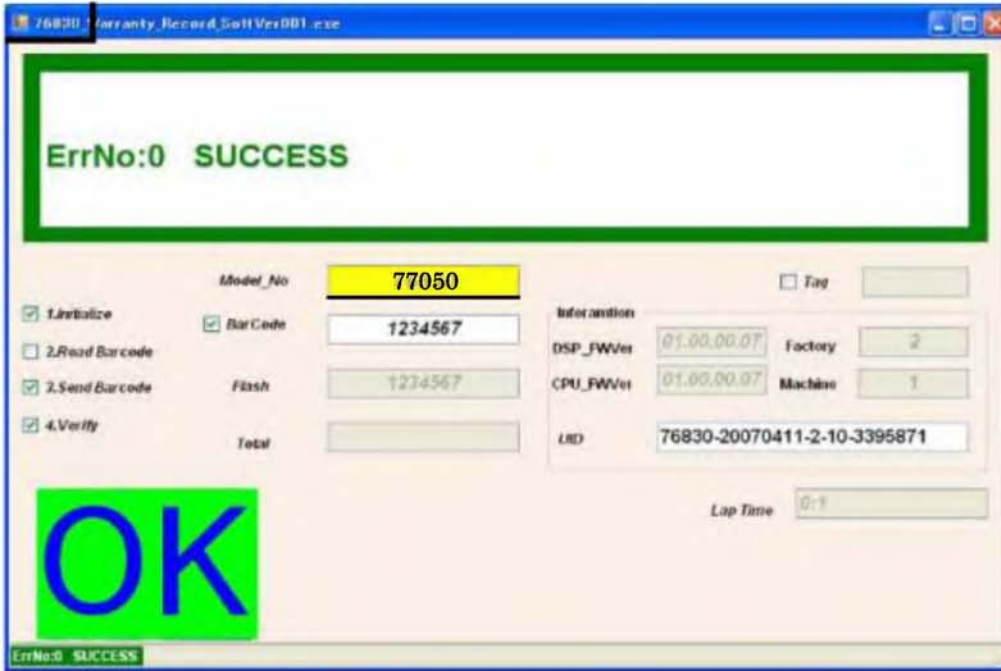 76830_Warranty_Record_SoftVer001.exe
ErrNo:0 SUCCESS
Model_No 77050
Tag
1.Initialize
BarCode 1234567
2.Read Barcode
3.Send Barcode
Flash 1234567
4.Verify
Total
Inforamtion
DSP_FWVer 01.00.00.07 Factory 2
CPU_FWVer 01.00.00.07 Machine 1
UID 76830-20070411-2-10-3395871
Lap Time 0:1
OK
ErrNo:0 SUCCESS